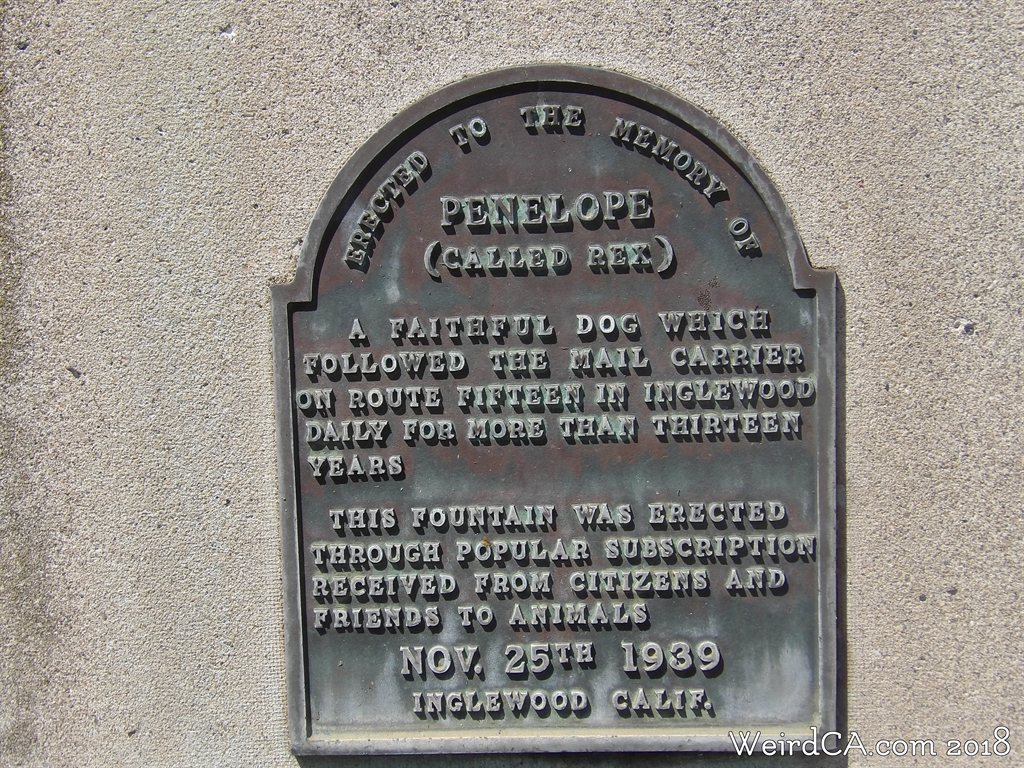 ERECTED TO THE MEMORY OF
PENELOPE
(CALLED REX)
A FAITHFUL DOG WHICH
FOLLOWED THE MAIL CARRIER
ON ROUTE FIFTEEN IN INGLEWOOD
DAILY FOR MORE THAN THIRTEEN
YEARS
THIS FOUNTAIN WAS ERECTED
THROUGH POPULAR SUBSCRIPTION
RECEIVED FROM CITIZENS AND
FRIENDS TO ANIMALS
NOV. 25TH 1939
INGLEWOOD CALIF.
WeirdCA.com 2018